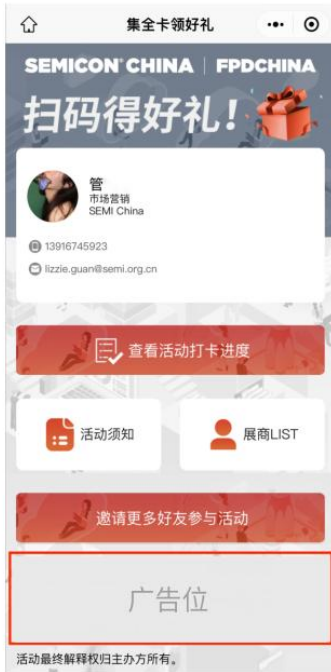 集全卡领好礼
SEMICON CHINA | FPDCHINA
扫码得好礼!
管
市场营销
SEMI China
13916745923
lizzie.guan@semi.org.cn
查看活动打卡进度
活动须知
展商LIST
邀请更多好友参与活动
广告位
活动最终解释权归主办方所有。